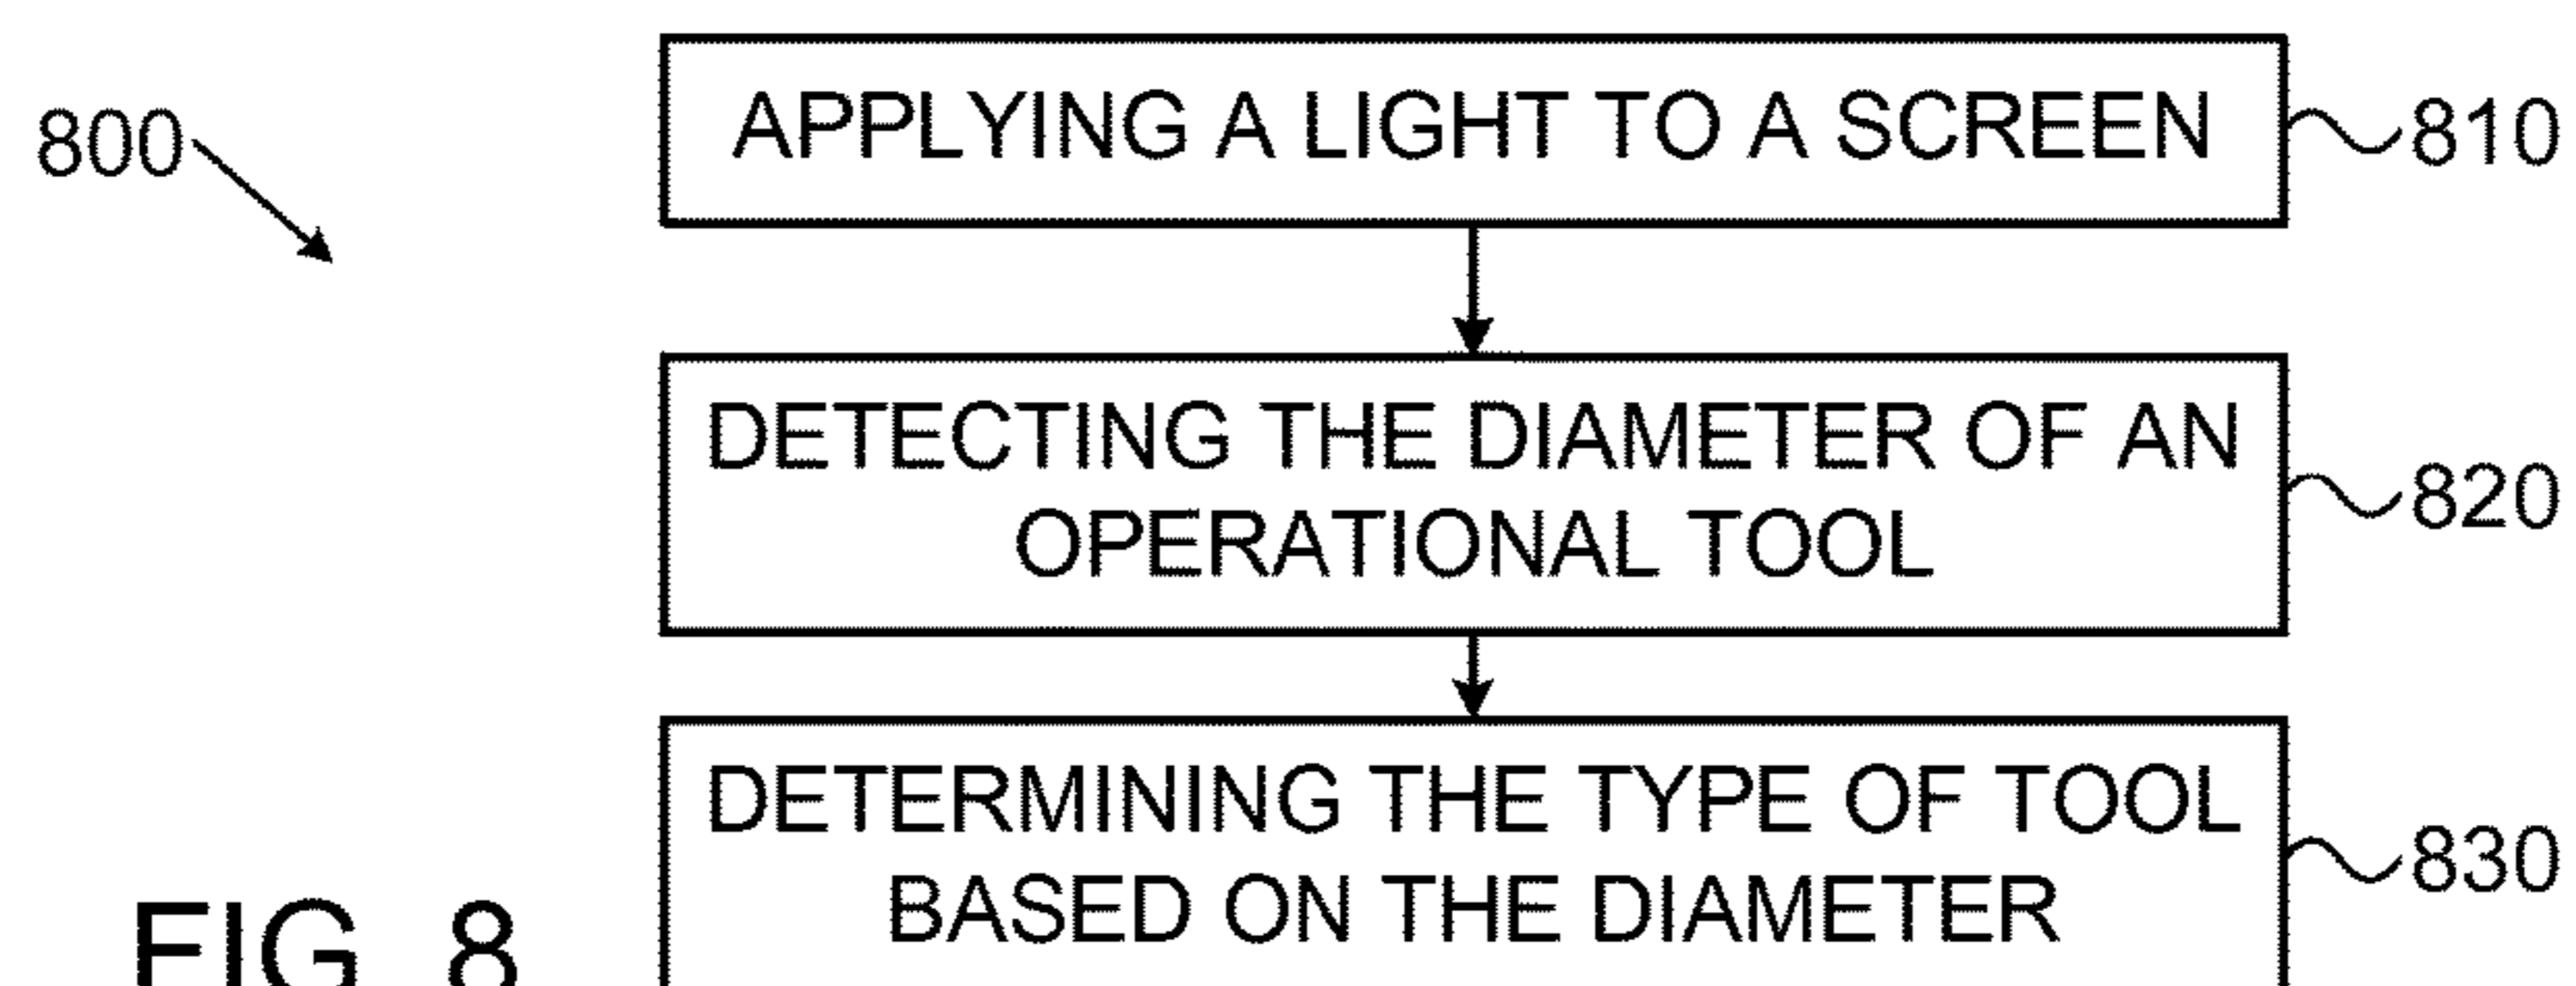 APPLYING A LIGHT TO A SCREEN
810
800
DETECTING THE DIAMETER OF AN
OPERATIONAL TOOL
820
DETERMINING THE TYPE OF TOOL
BASED ON THE DIAMETER
830
FIG 8